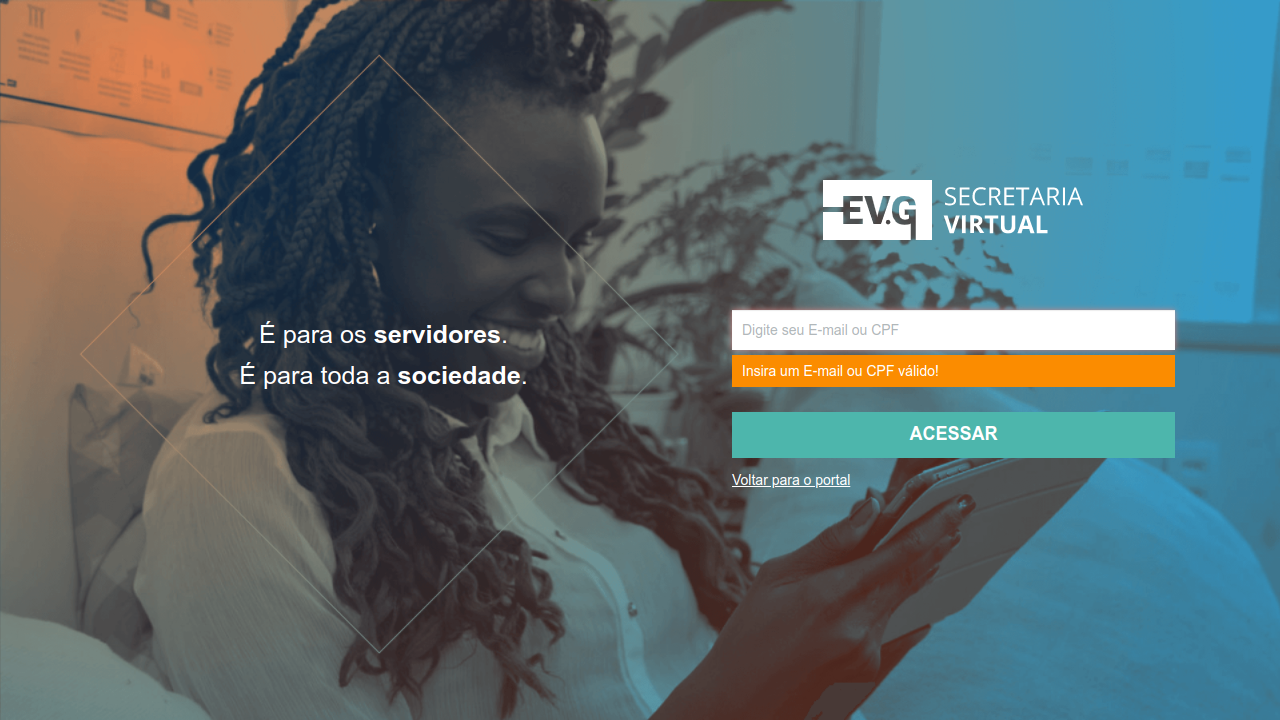 EV.G SECRETARIA
VIRTUAL
É para os servidores.
É para toda a sociedade.
Digite seu E-mail ou CPF
Insira um E-mail ou CPF válido!
ACESSAR
Voltar para o portal